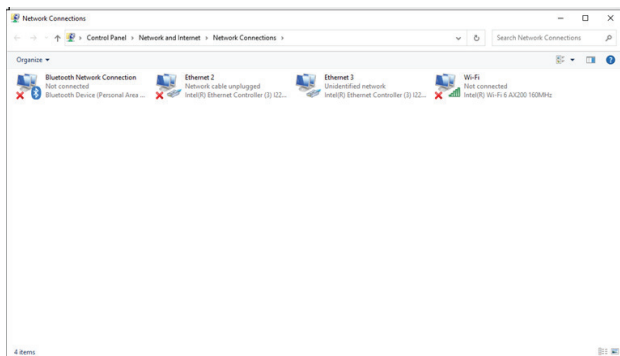 Network Connections
Control Panel > Network and Internet > Network Connections >
Search Network Connections
Organize
Bluetooth Network Connection
Not connected
Bluetooth Device (Personal Area ...
Ethernet 2
Network cable unplugged
Intel(R) Ethernet Controller (3) I22...
Ethernet 3
Unidentified network
Intel(R) Ethernet Controller (3) I22...
Wi-Fi
Not connected
Intel(R) Wi-Fi 6 AX200 160MHz
4 items